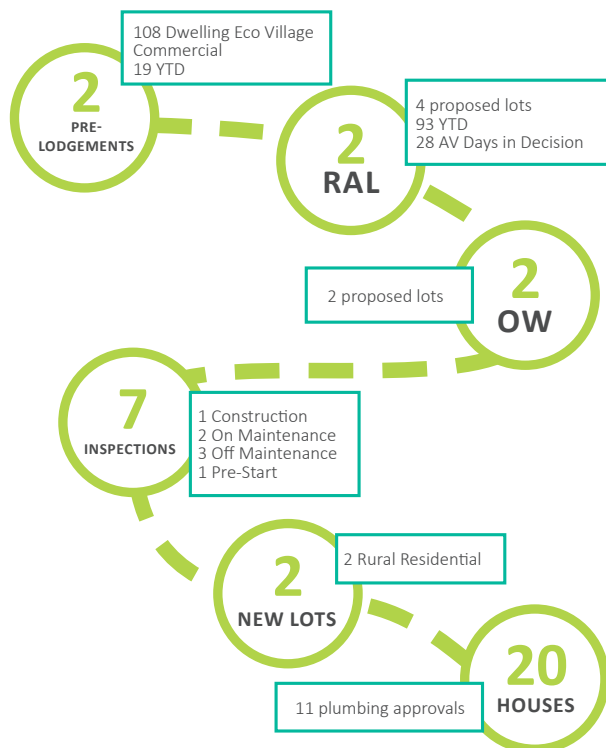 2
PRE-
LODGEMENTS
108 Dwelling Eco Village
Commercial
19 YTD
2
RAL
4 proposed lots
93 YTD
28 AV Days in Decision
2
OW
2 proposed lots
7
INSPECTIONS
1 Construction
2 On Maintenance
3 Off Maintenance
1 Pre-Start
2
NEW LOTS
2 Rural Residential
20
HOUSES
11 plumbing approvals